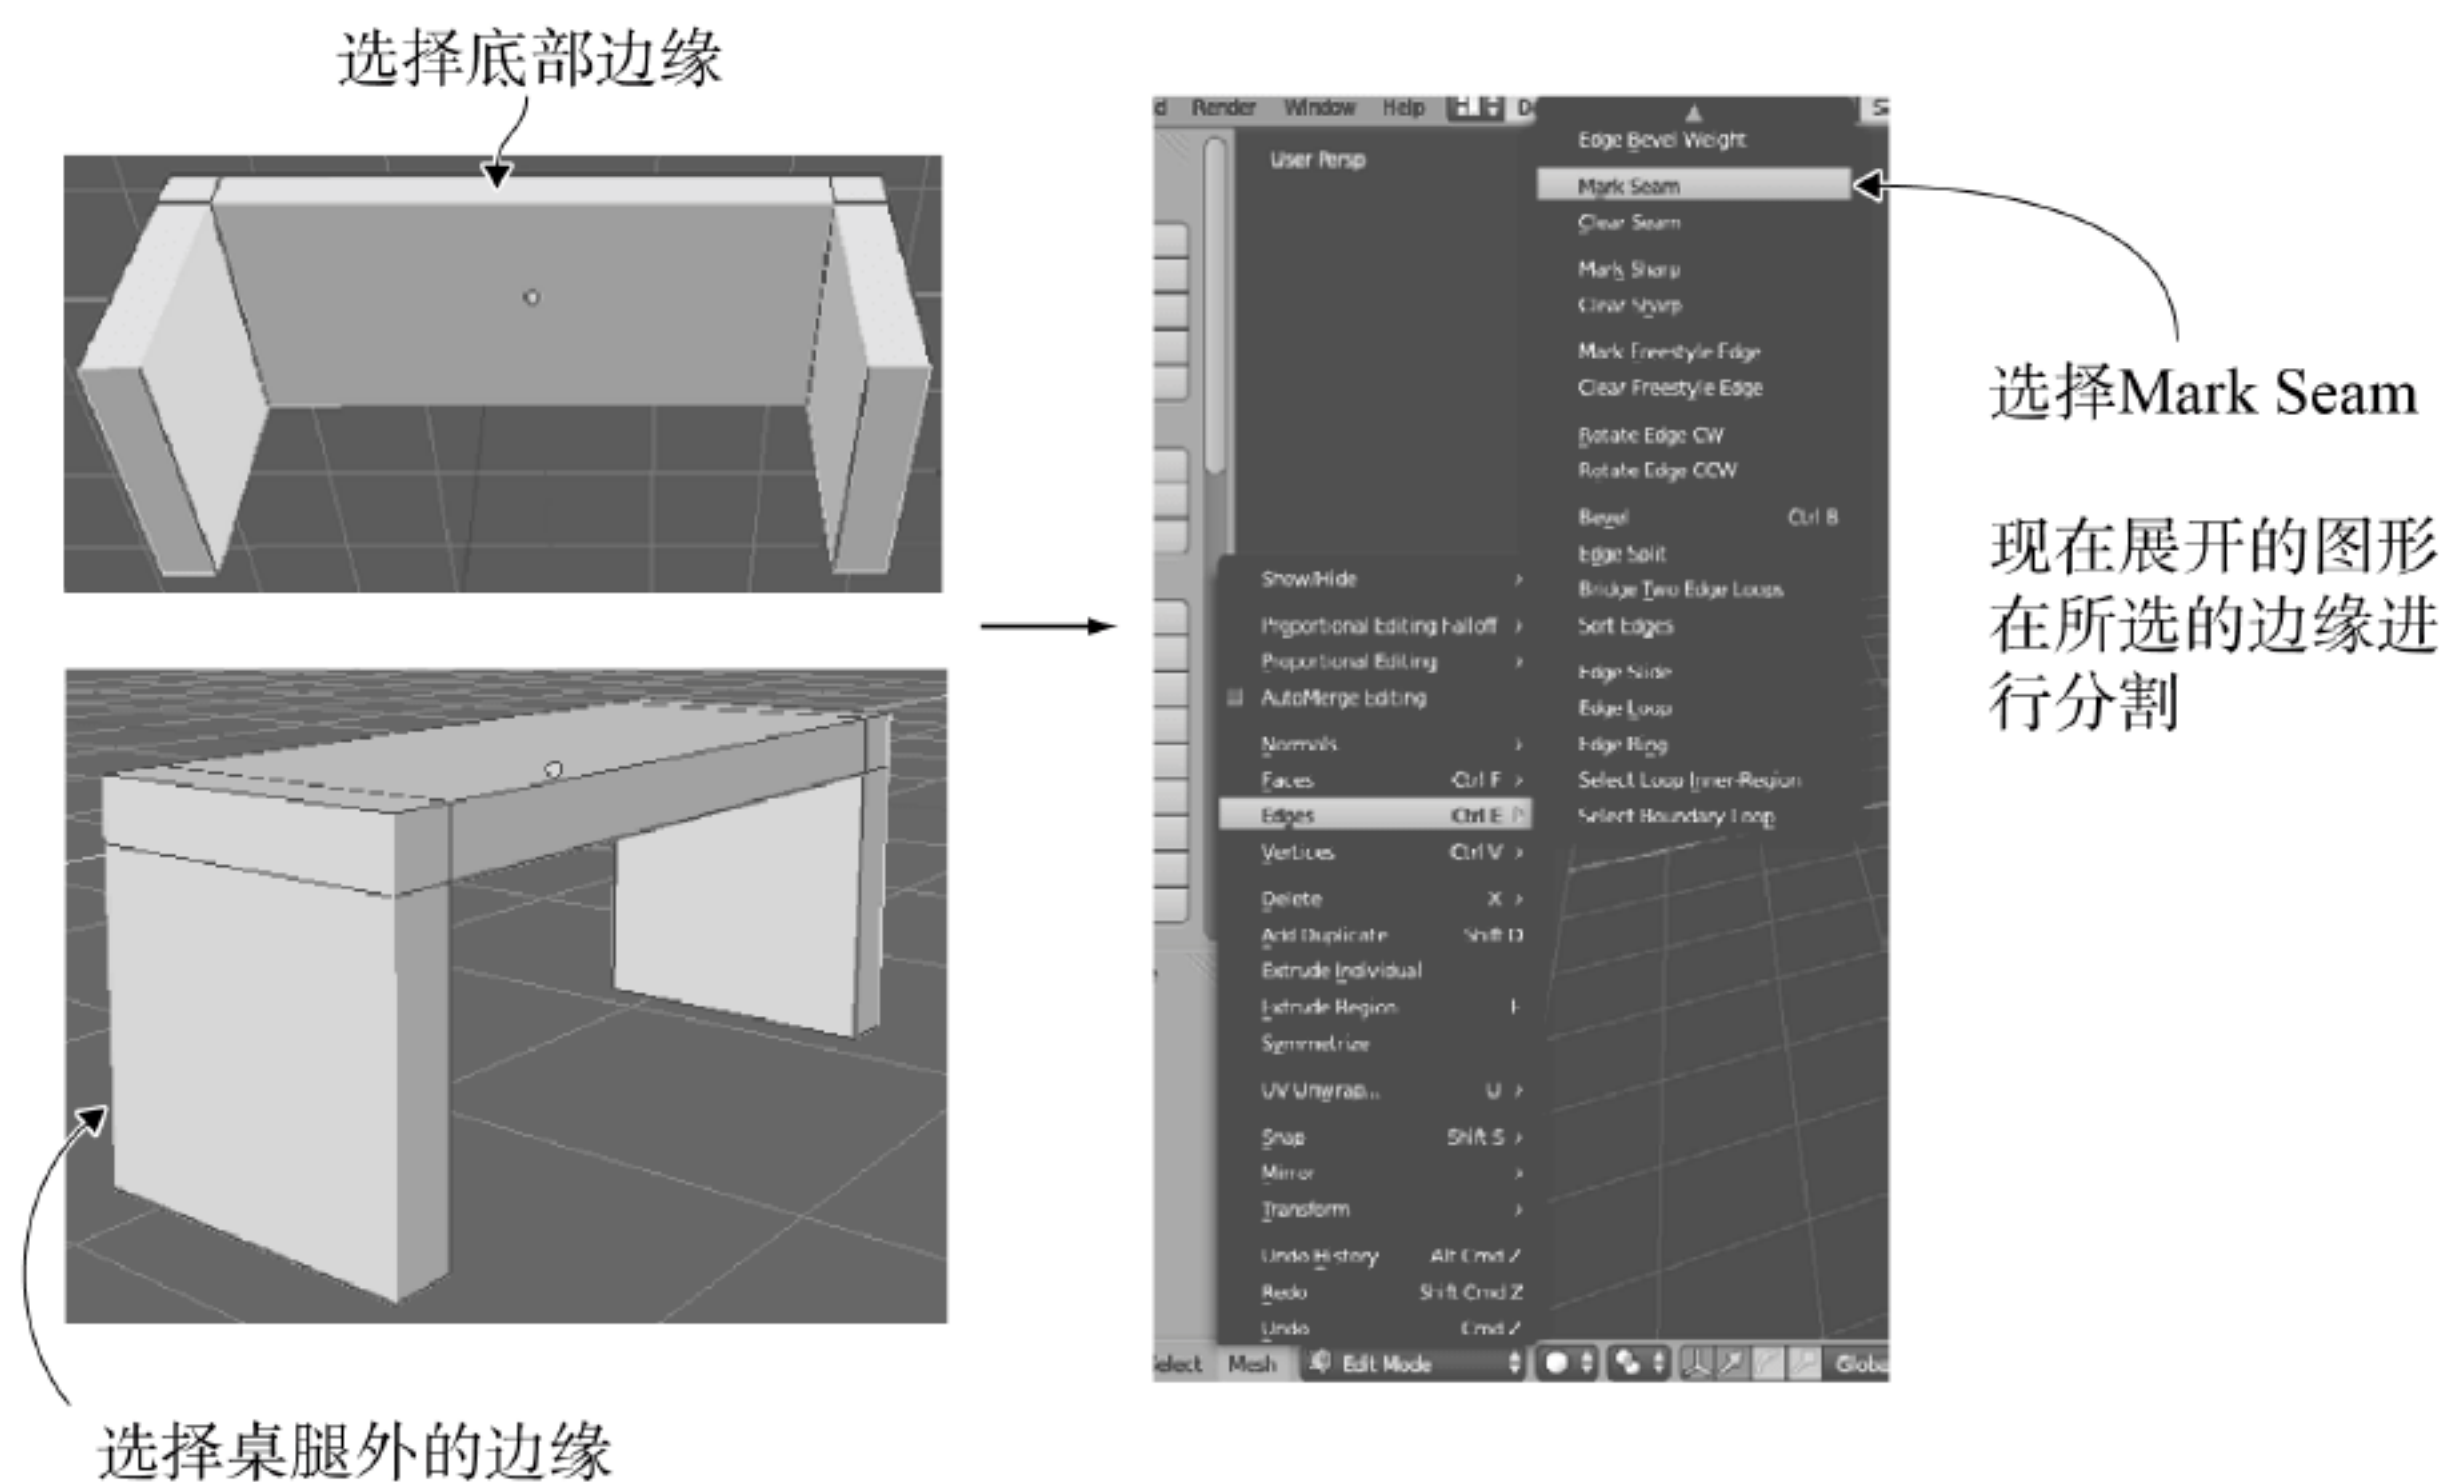 选择底部边缘
Render Window Help
User Persp
Edge Bevel Weight
Mark Seam
Clear Seam
Mark Sharp
Clear Sharp
Mark Freestyle Edge
Clear Freestyle Edge
Rotate Edge CW
Rotate Edge CCW
Bevel Ctrl B
Edge Split
Bridge Two Edge Loops
Sort Edges
Edge Slide
Edge Loop
Edge Ring
Select Loop Inner-Region
Select Boundary Loop
选择Mark Seam
现在展开的图形
在所选的边缘进
行分割
Show/Hide
Proportional Editing Falloff
Proportional Editing
AutoMerge Editing
Normals
Faces Ctrl F
Edges Ctrl E
Vertices Ctrl V
Delete X
Add Duplicate Shift D
Extrude Individual
Extrude Region
Symmetrize
UV Unwrap... U
Snap Shift S
Mirror
Transform
Undo History Alt Cmd Z
Redo Shift Cmd Z
Undo Cmd Z
Mesh Edit Mode
选择桌腿外的边缘